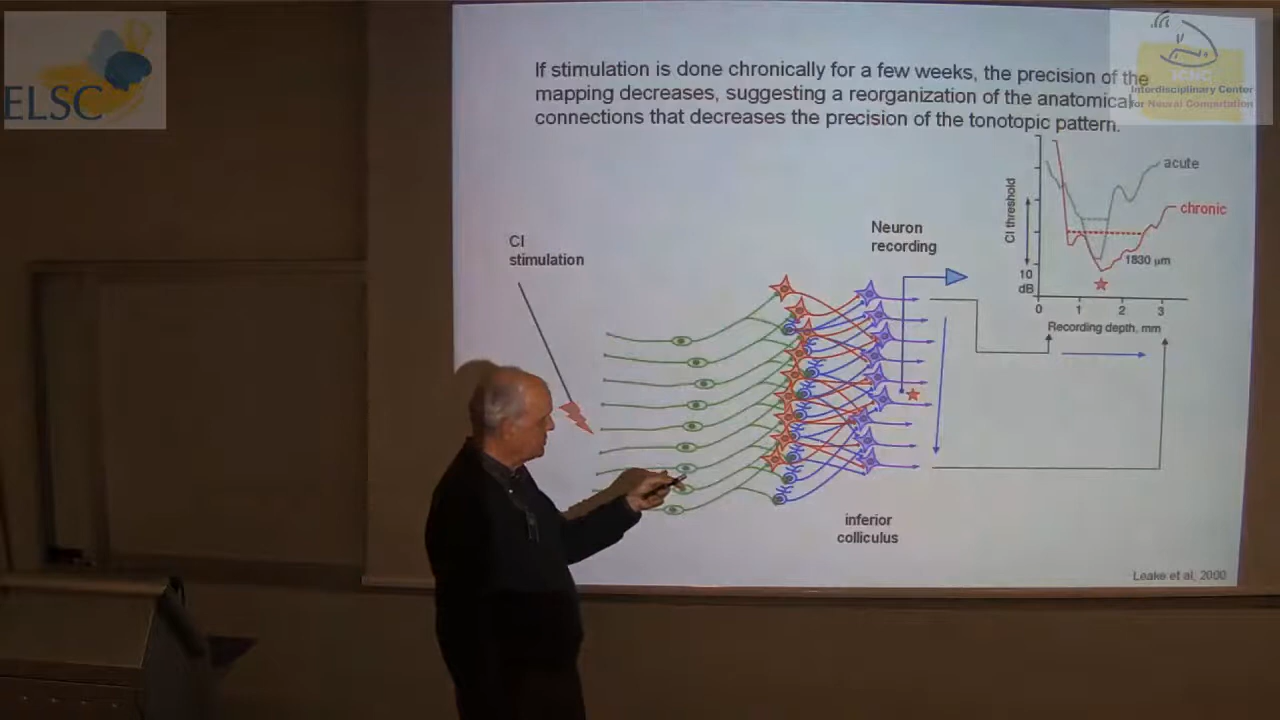 ELSC
ICNC
Interdisciplinary Center
for Neural Computation
If stimulation is done chronically for a few weeks, the precision of the
mapping decreases, suggesting a reorganization of the anatomical
connections that decreases the precision of the tonotopic pattern.
acute
chronic
CI threshold
1830 µm
10
dB
0 1 2 3
Recording depth, mm
CI
stimulation
Neuron
recording
inferior
colliculus
Leake et al, 2000